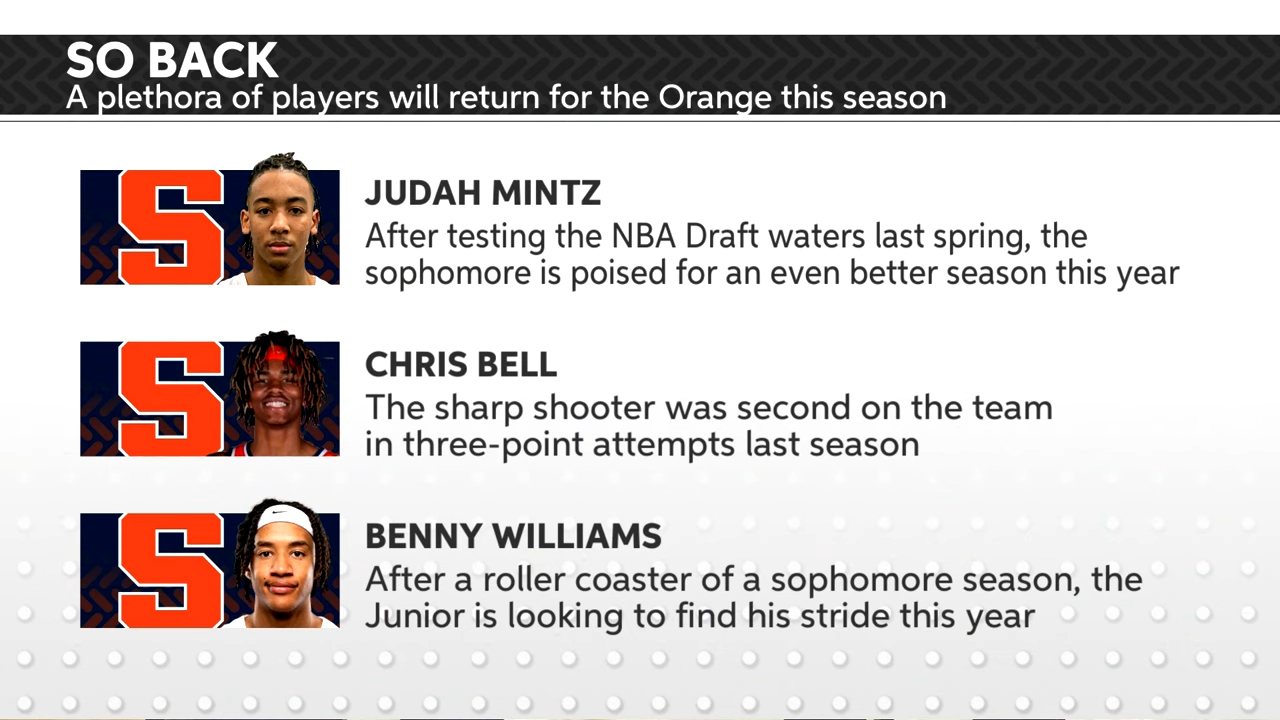 SO BACK
A plethora of players will return for the Orange this season
S
JUDAH MINTZ
After testing the NBA Draft waters last spring, the
sophomore is poised for an even better season this year
S
CHRIS BELL
The sharp shooter was second on the team
in three-point attempts last season
S
BENNY WILLIAMS
After a roller coaster of a sophomore season, the
Junior is looking to find his stride this year